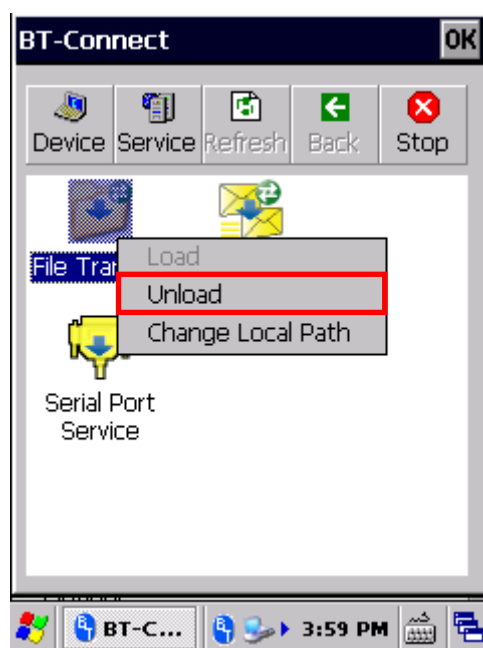 BT-Connect OK
Device Service Refresh Back Stop
File Tra
Load
Unload
Change Local Path
Serial Port
Service
BT-C... 3:59 PM